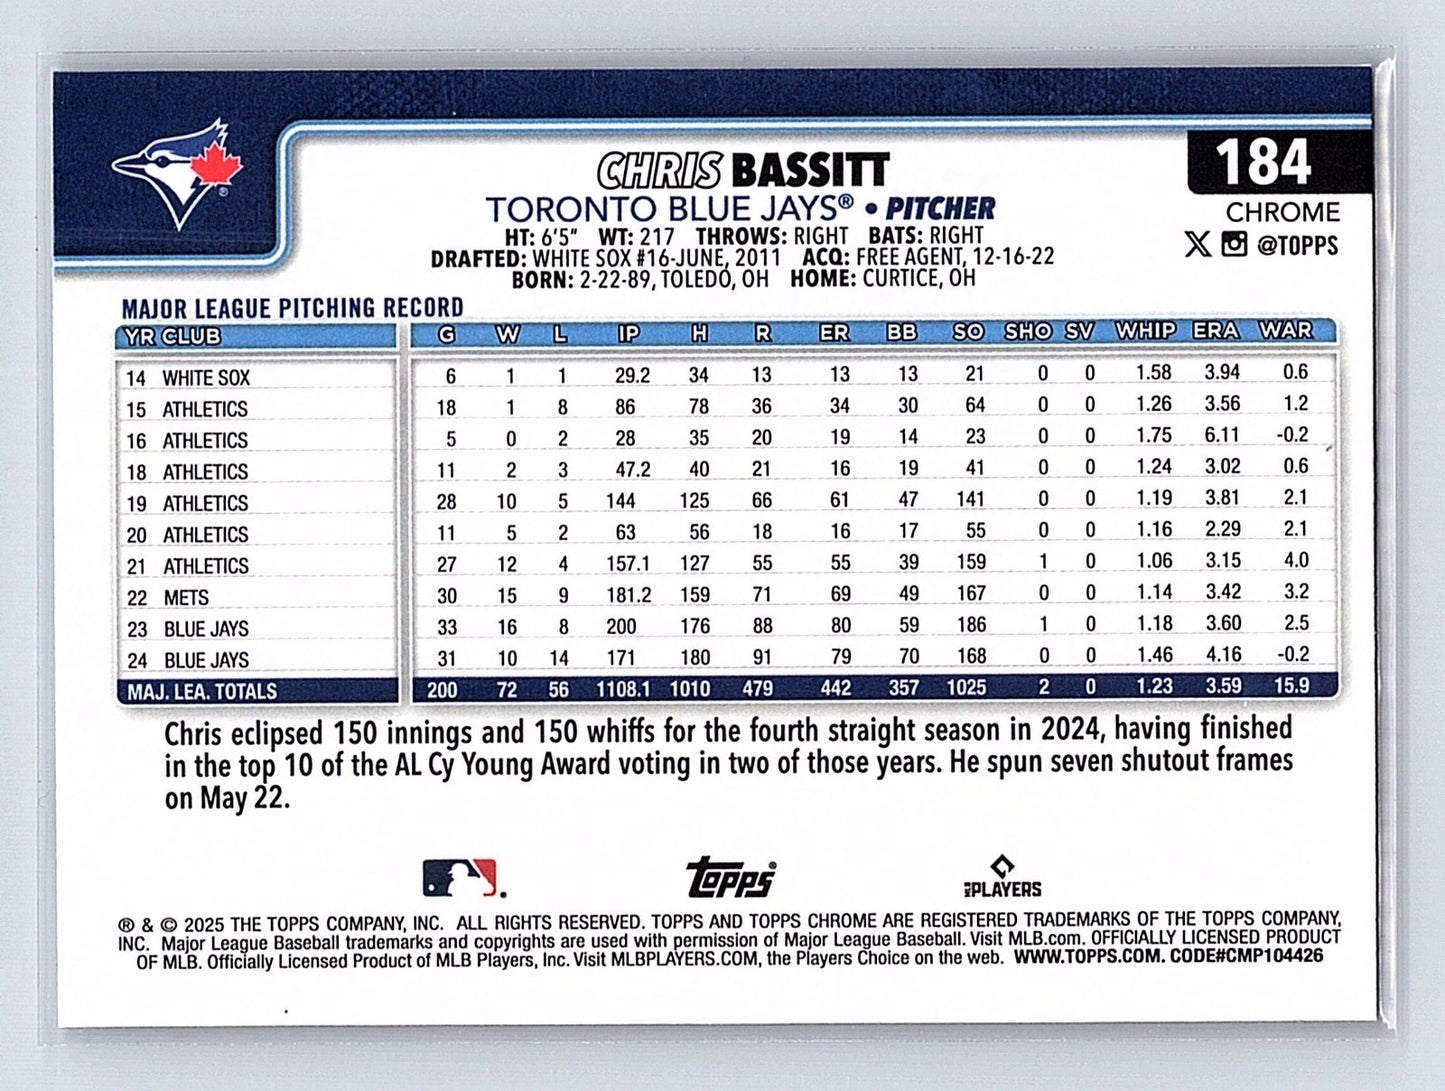 184
CHRIS BASSITT
TORONTO BLUE JAYS® • PITCHER
CHROME
HT: 6'5" WT: 217 THROWS: RIGHT BATS: RIGHT
X @TOPPS
DRAFTED: WHITE SOX #16-JUNE, 2011 ACQ: FREE AGENT, 12-16-22
BORN: 2-22-89, TOLEDO, OH HOME: CURTICE, OH
MAJOR LEAGUE PITCHING RECORD
YR CLUB G W L IP H R ER BB SO SHO SV WHIP ERA WAR
14 WHITE SOX 6 1 1 29.2 34 13 13 13 21 0 0 1.58 3.94 0.6
15 ATHLETICS 18 1 8 86 78 36 34 30 64 0 0 1.26 3.56 1.2
16 ATHLETICS 5 0 2 28 35 20 19 14 23 0 0 1.75 6.11 -0.2
18 ATHLETICS 11 2 3 47.2 40 21 16 19 41 0 0 1.24 3.02 0.6
19 ATHLETICS 28 10 5 144 125 66 61 47 141 0 0 1.19 3.81 2.1
20 ATHLETICS 11 5 2 63 56 18 16 17 55 0 0 1.16 2.29 2.1
21 ATHLETICS 27 12 4 157.1 127 55 55 39 159 1 0 1.06 3.15 4.0
22 METS 30 15 9 181.2 159 71 69 49 167 0 0 1.14 3.42 3.2
23 BLUE JAYS 33 16 8 200 176 88 80 59 186 1 0 1.18 3.60 2.5
24 BLUE JAYS 31 10 14 171 180 91 79 70 168 0 0 1.46 4.16 -0.2
MAJ. LEA. TOTALS 200 72 56 1108.1 1010 479 442 357 1025 2 0 1.23 3.59 15.9
Chris eclipsed 150 innings and 150 whiffs for the fourth straight season in 2024, having finished
in the top 10 of the AL Cy Young Award voting in two of those years. He spun seven shutout frames
on May 22.
Topps®
MLB PLAYERS
® & © 2025 THE TOPPS COMPANY, INC. ALL RIGHTS RESERVED. TOPPS AND TOPPS CHROME ARE REGISTERED TRADEMARKS OF THE TOPPS COMPANY,
INC. Major League Baseball trademarks and copyrights are used with permission of Major League Baseball. Visit MLB.com. OFFICIALLY LICENSED PRODUCT
OF MLB. Officially Licensed Product of MLB Players, Inc. Visit MLBPLAYERS.COM, the Players Choice on the web. WWW.TOPPS.COM. CODE#CMP104426